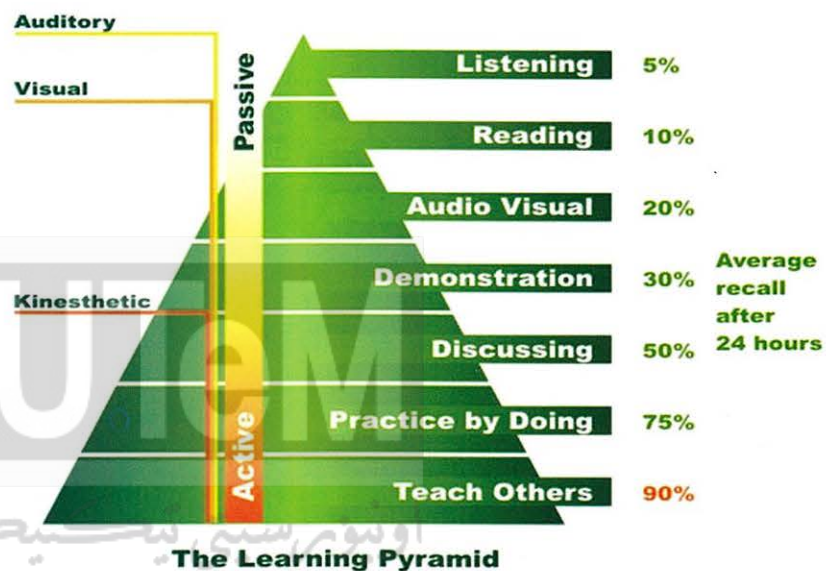 Auditory
Visual
Kinesthetic
Passive
Active
Listening 5%
Reading 10%
Audio Visual 20%
Demonstration 30%
Discussing 50%
Practice by Doing 75%
Teach Others 90%
Average
recall
after
24 hours
UTeM
The Learning Pyramid